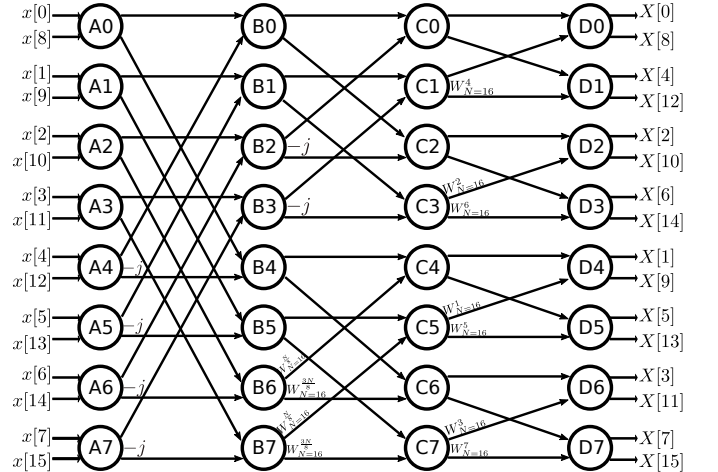 x[0] A0 B0 C0 D0 X[0]
x[8] X[8]
x[1] A1 B1 C1 D1 X[4]
x[9] W^4_{N=16} X[12]
x[2] A2 B2 −j C2 D2 X[2]
x[10] X[10]
x[3] A3 B3 −j C3 W^2_{N=16} D3 X[6]
x[11] W^6_{N=16} X[14]
x[4] A4 −j B4 C4 D4 X[1]
x[12] X[9]
x[5] A5 −j B5 C5 W^1_{N=16} D5 X[5]
x[13] W^5_{N=16} X[13]
x[6] A6 −j B6 W^{N/8}_{N=16} C6 D6 X[3]
x[14] W^{3N/8}_{N=16} X[11]
x[7] A7 −j B7 W^{N/8}_{N=16} C7 W^3_{N=16} D7 X[7]
x[15] W^{3N/8}_{N=16} W^7_{N=16} X[15]